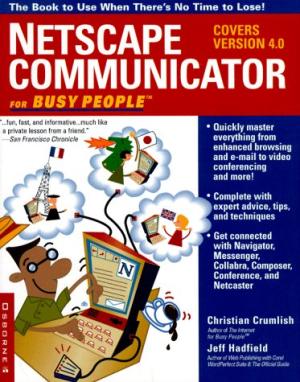 The Book to Use When There's No Time to Lose!
NETSCAPE
COMMUNICATOR
COVERS
VERSION 4.0
FOR BUSY PEOPLE™
"...fun, fast, and informative...much like
a private lesson from a friend."
—San Francisco Chronicle
• Quickly master
everything from
enhanced browsing
and e-mail to video
conferencing
and more!
• Complete with
expert advice, tips,
and techniques
• Get connected
with Navigator,
Messenger,
Collabra, Composer,
Conference, and
Netcaster
N
Christian Crumlish
Author of The Internet
for Busy People™
Jeff Hadfield
Author of Web Publishing with Corel
WordPerfect Suite 8: The Official Guide
OSBORNE